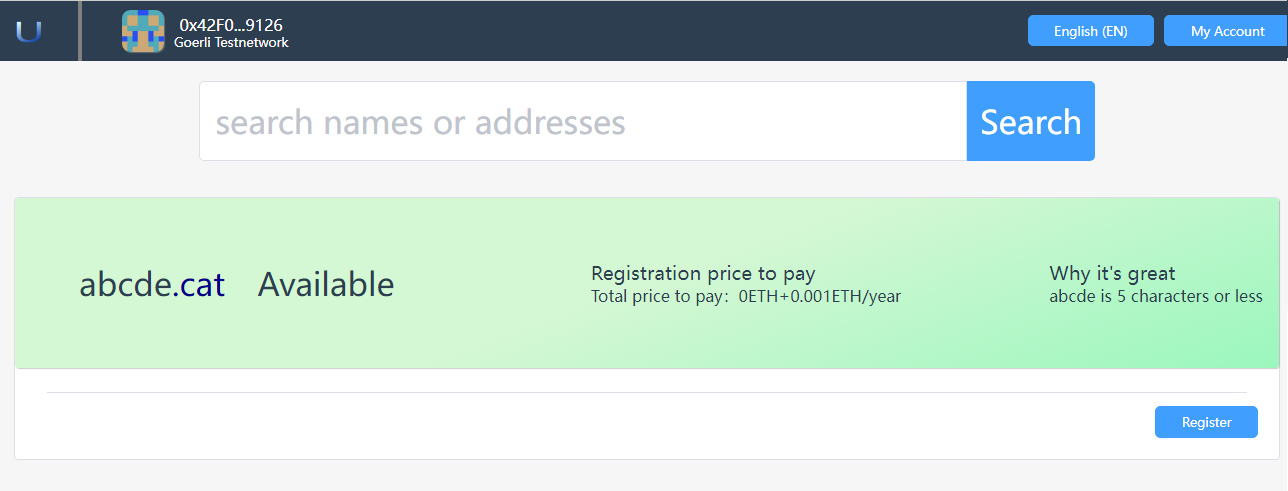 U
0x42F0...9126
Goerli Testnetwork
English (EN)
My Account
search names or addresses
Search
abcde.cat Available
Registration price to pay
Total price to pay：0ETH+0.001ETH/year
Why it's great
abcde is 5 characters or less
Register